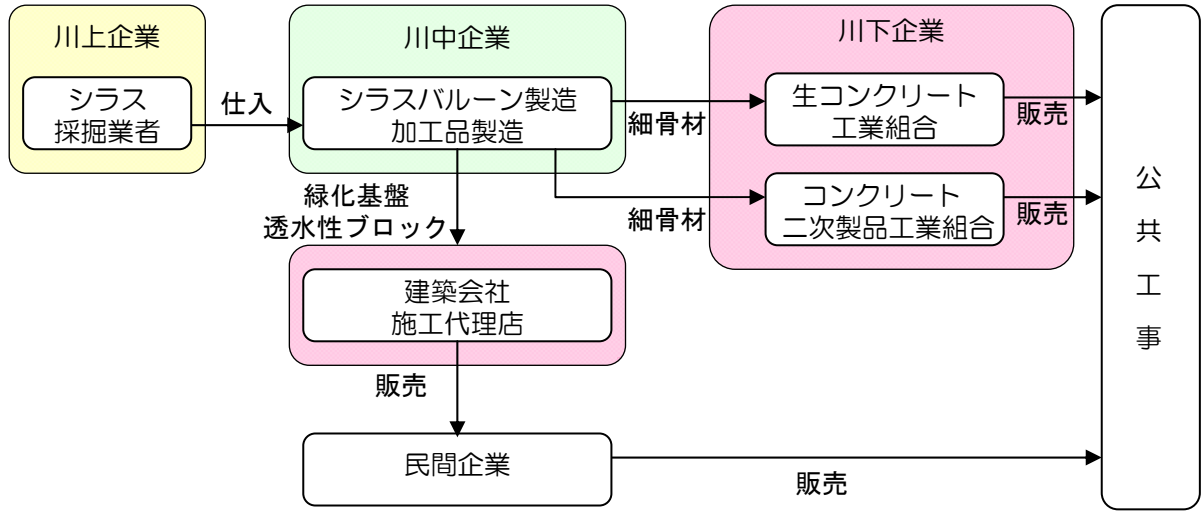 川上企業
シラス
採掘業者
仕入
川中企業
シラスバルーン製造
加工品製造
細骨材
細骨材
川下企業
生コンクリート
工業組合
販売
コンクリート
二次製品工業組合
販売
緑化基盤
透水性ブロック
建築会社
施工代理店
販売
民間企業
販売
公
共
工
事